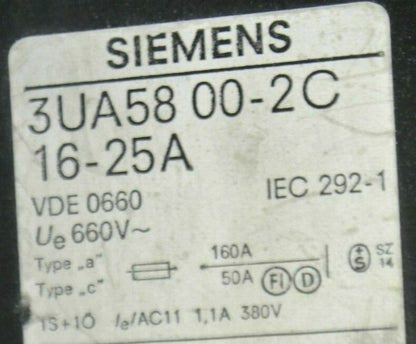 SIEMENS
3UA58 00-2C
16-25A
VDE 0660 IEC 292-1
Ue 660V~
Type „a" 160A
Type „c" 50A FI D S SZ 14
1S+1Ö Ie/AC11 1,1A 380V